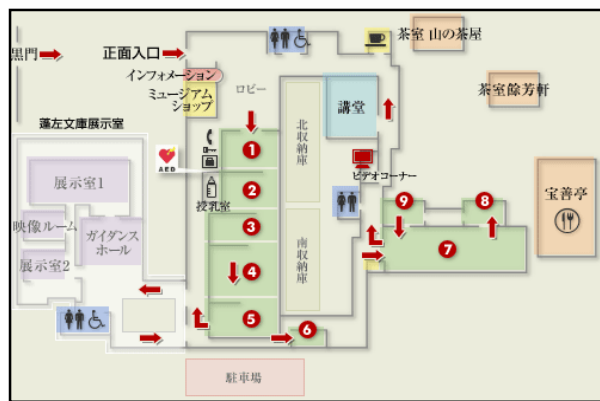 黒門
正面入口
茶室 山の茶屋
インフォメーション
ミュージアム
ショップ
ロビー
講堂
茶室餘芳軒
蓬左文庫展示室
北収納庫
AED
ビデオコーナー
展示室1
授乳室
宝善亭
映像ルーム
ガイダンス
ホール
展示室2
南収納庫
1
2
3
4
5
6
7
8
9
駐車場